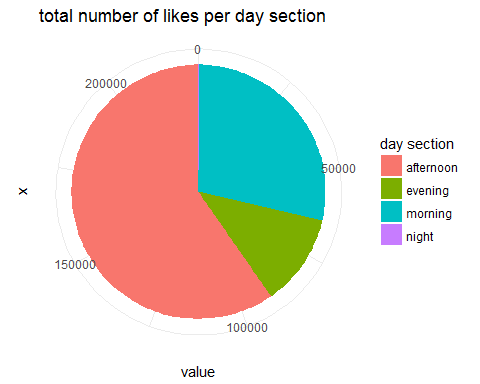 total number of likes per day section
0
200000
50000
150000
100000
x
value
day section
afternoon
evening
morning
night